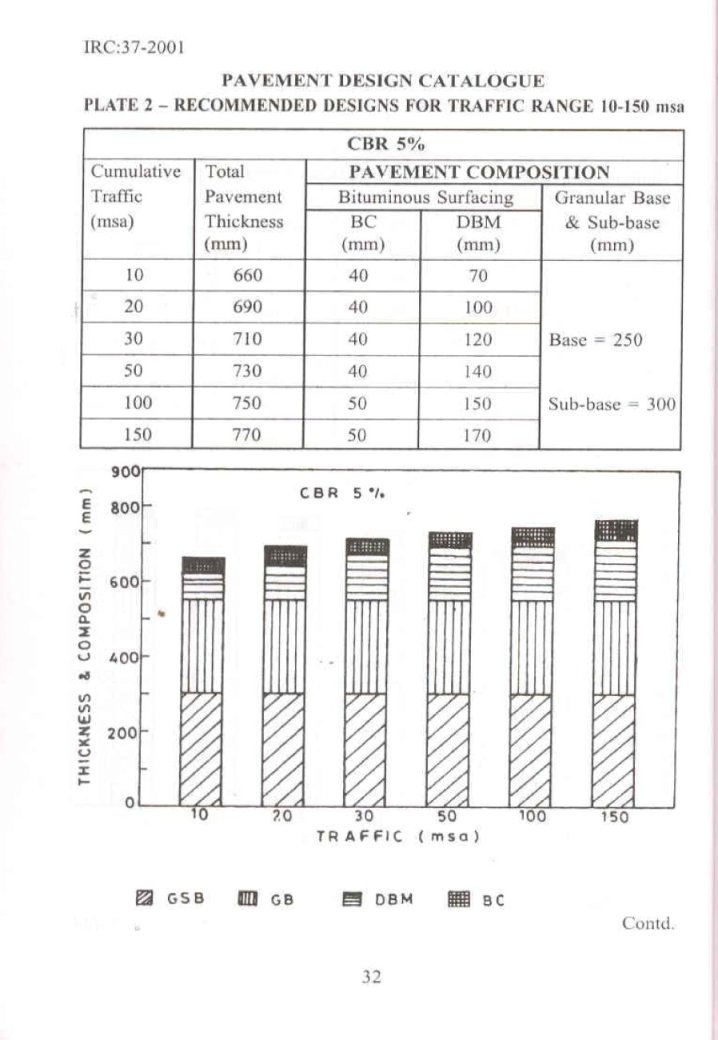 IRC:37-2001
PAVEMENT DESIGN CATALOGUE
PLATE 2 – RECOMMENDED DESIGNS FOR TRAFFIC RANGE 10-150 msa
CBR 5%
Cumulative Traffic (msa)
Total Pavement Thickness (mm)
PAVEMENT COMPOSITION
Bituminous Surfacing
Granular Base & Sub-base (mm)
BC (mm)
DBM (mm)
10 660 40 70
20 690 40 100
30 710 40 120 Base = 250
50 730 40 140
100 750 50 150 Sub-base = 300
150 770 50 170
CBR 5%
THICKNESS & COMPOSITION (mm)
900
800
600
400
200
0
10 20 30 50 100 150
TRAFFIC (msa)
GSB GB DBM BC
Contd.
32